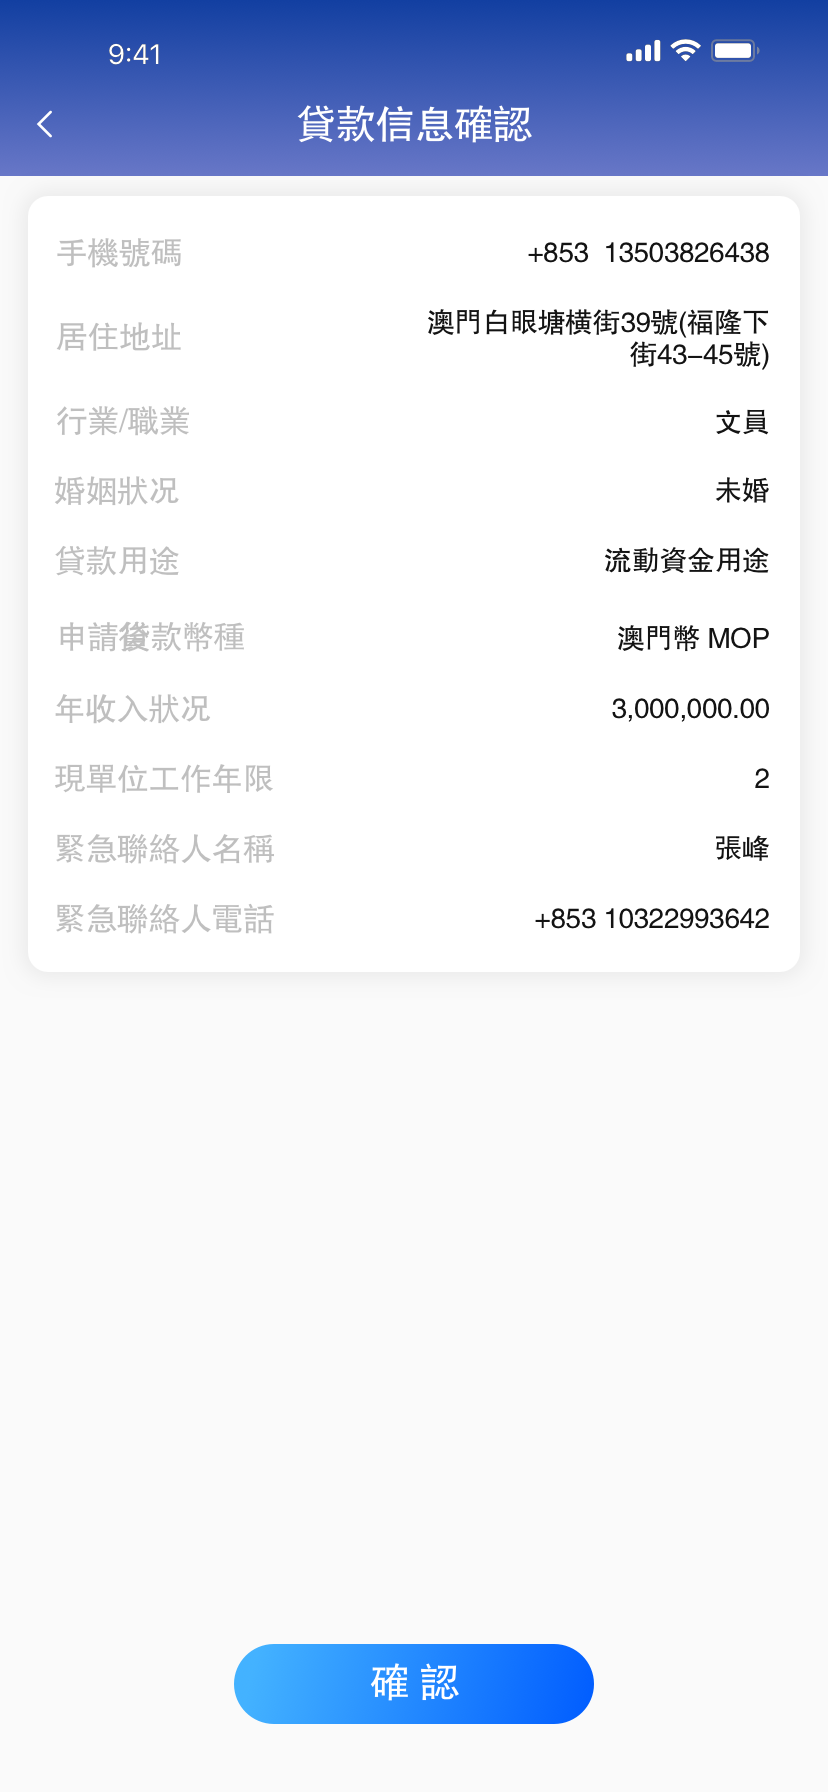 9:41
貸款信息確認
手機號碼 +853 13503826438
居住地址 澳門白眼塘橫街39號(福隆下
街43-45號)
行業/職業 文員
婚姻狀況 未婚
貸款用途 流動資金用途
申請貸款幣種 澳門幣 MOP
年收入狀況 3,000,000.00
現單位工作年限 2
緊急聯絡人名稱 張峰
緊急聯絡人電話 +853 10322993642
確 認